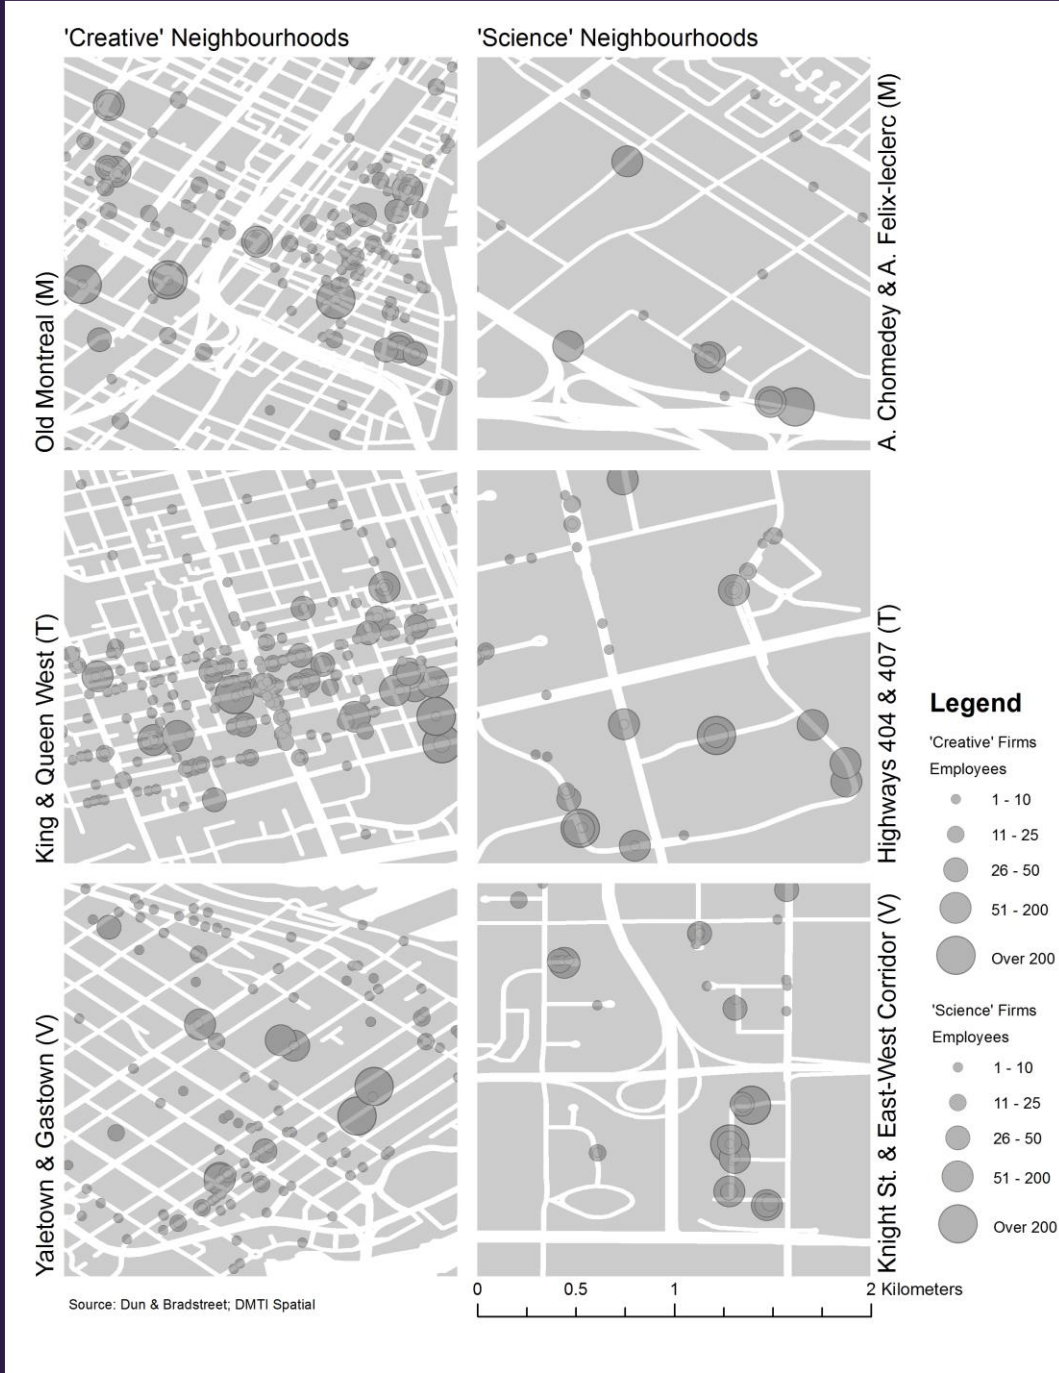 'Creative' Neighbourhoods
'Science' Neighbourhoods
Old Montreal (M)
A. Chomedey & A. Felix-leclerc (M)
King & Queen West (T)
Highways 404 & 407 (T)
Yaletown & Gastown (V)
Knight St. & East-West Corridor (V)
Legend
'Creative' Firms
Employees
1 - 10
11 - 25
26 - 50
51 - 200
Over 200
'Science' Firms
Employees
1 - 10
11 - 25
26 - 50
51 - 200
Over 200
0 0.5 1 2 Kilometers
Source: Dun & Bradstreet; DMTI Spatial